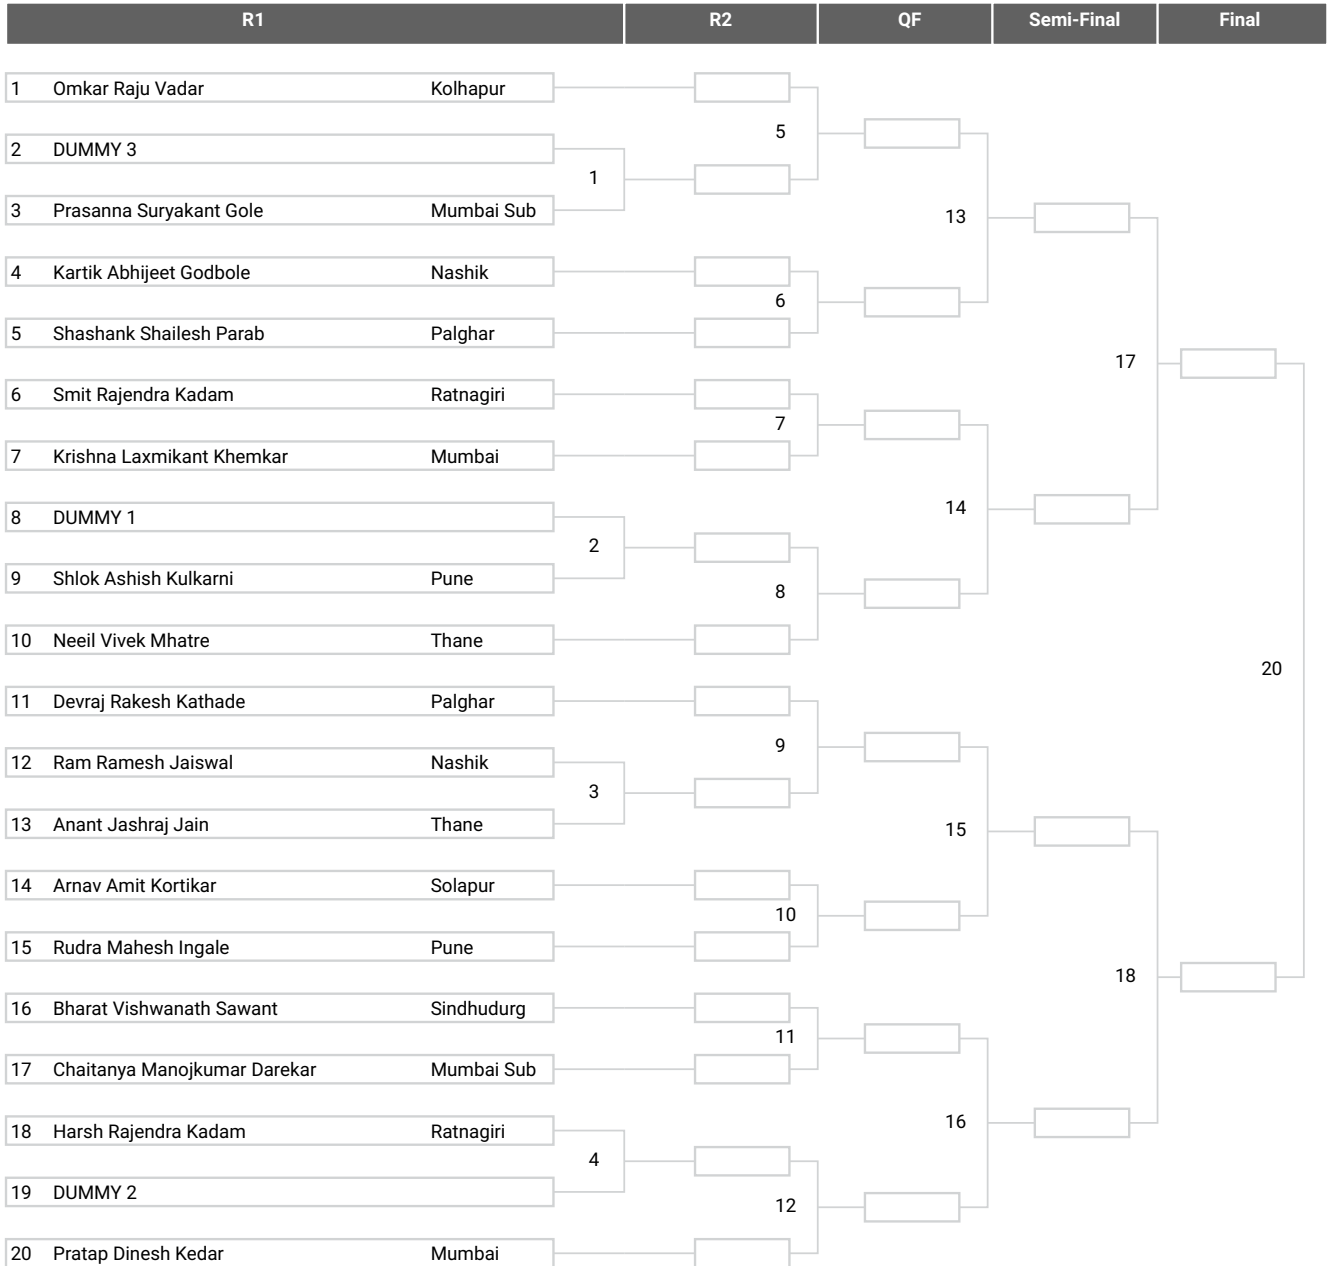 R1 R2 QF Semi-Final Final
1 Omkar Raju Vadar Kolhapur
5
2 DUMMY 3
1
3 Prasanna Suryakant Gole Mumbai Sub
13
4 Kartik Abhijeet Godbole Nashik
6
5 Shashank Shailesh Parab Palghar
17
6 Smit Rajendra Kadam Ratnagiri
7
7 Krishna Laxmikant Khemkar Mumbai
14
8 DUMMY 1
2
9 Shlok Ashish Kulkarni Pune
8
10 Neeil Vivek Mhatre Thane
20
11 Devraj Rakesh Kathade Palghar
9
12 Ram Ramesh Jaiswal Nashik
3
13 Anant Jashraj Jain Thane
15
14 Arnav Amit Kortikar Solapur
10
15 Rudra Mahesh Ingale Pune
18
16 Bharat Vishwanath Sawant Sindhudurg
11
17 Chaitanya Manojkumar Darekar Mumbai Sub
16
18 Harsh Rajendra Kadam Ratnagiri
4
19 DUMMY 2
12
20 Pratap Dinesh Kedar Mumbai